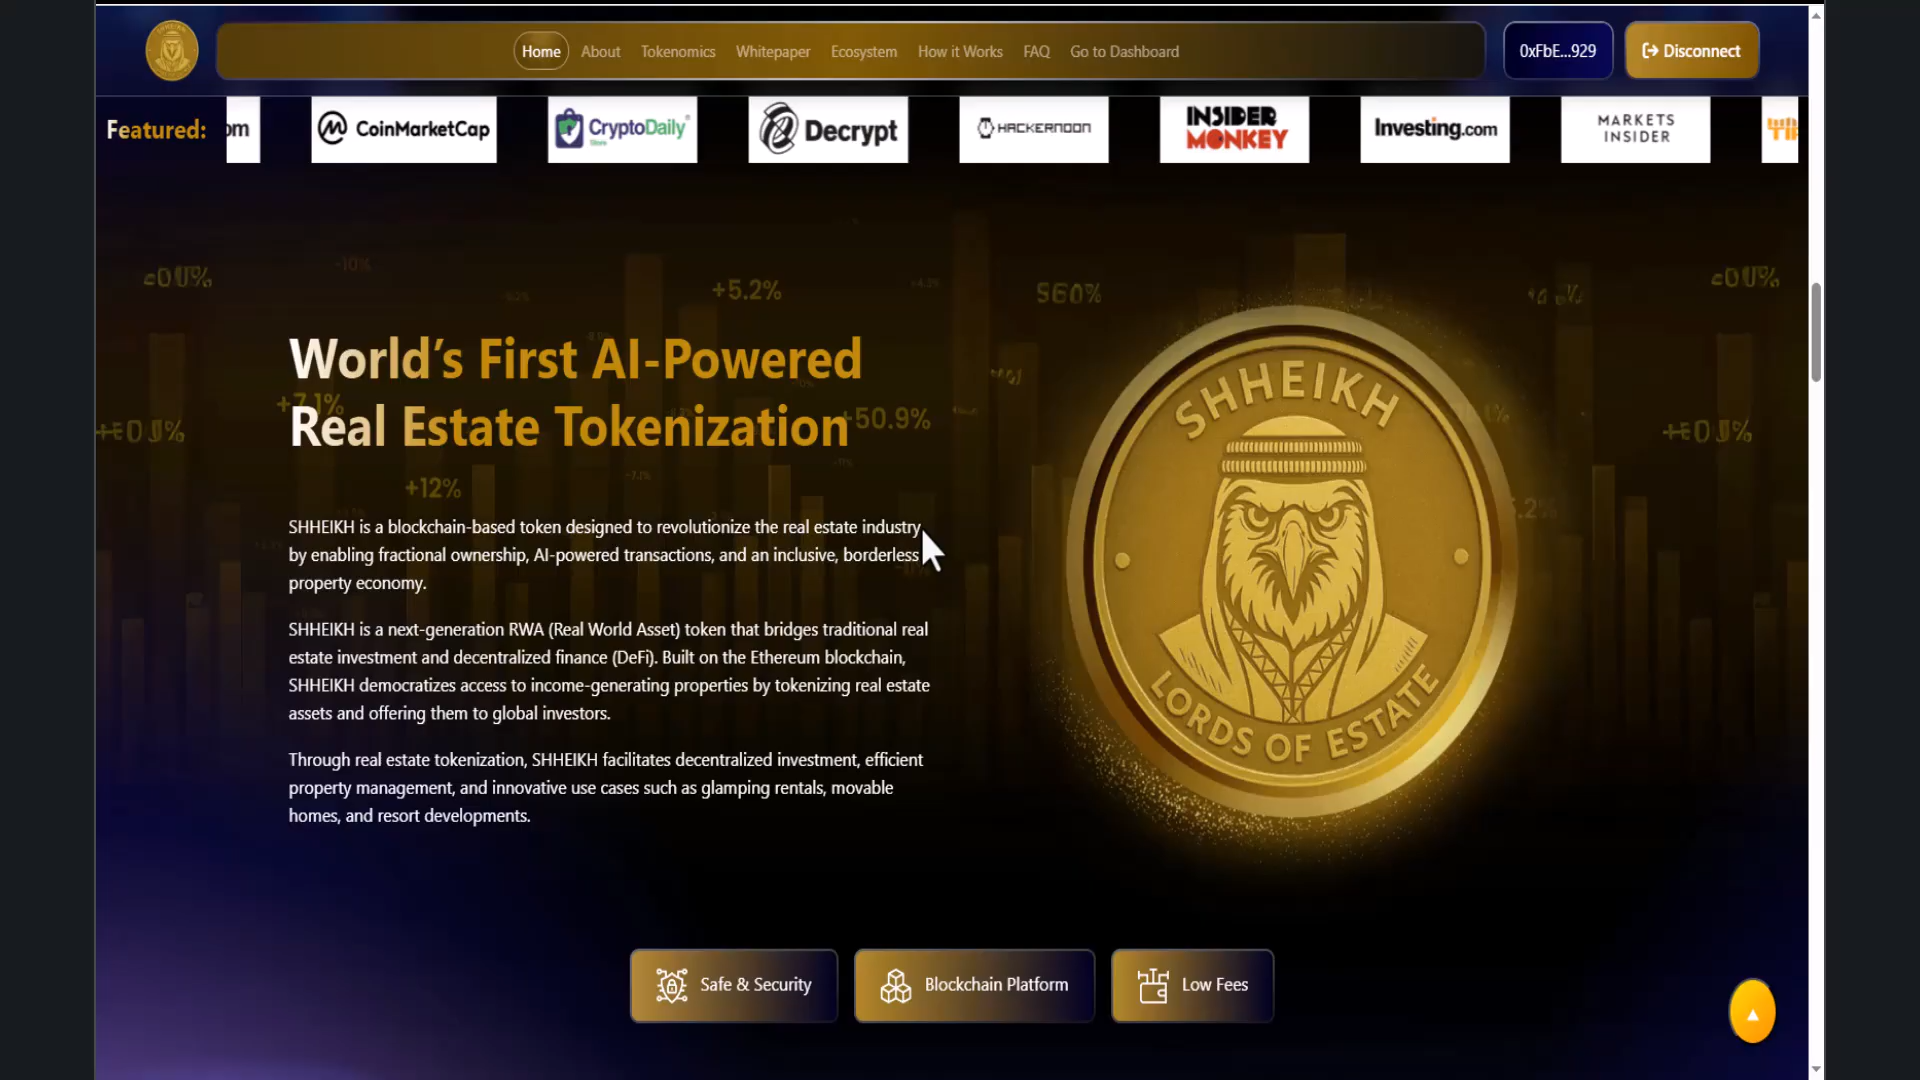 Home About Tokenomics Whitepaper Ecosystem How it Works FAQ Go to Dashboard 0xFbE...929 Disconnect
Featured: om CoinMarketCap CryptoDaily Decrypt HACKERNOON INSIDER MONKEY Investing.com MARKETS INSIDER
-10%
+5.2%
World's First AI-Powered
Real Estate Tokenization
+7.1%
+50.9%
+12%
-7.1%
SHHEIKH is a blockchain-based token designed to revolutionize the real estate industry
by enabling fractional ownership, AI-powered transactions, and an inclusive, borderless
property economy.
SHHEIKH is a next-generation RWA (Real World Asset) token that bridges traditional real
estate investment and decentralized finance (DeFi). Built on the Ethereum blockchain,
SHHEIKH democratizes access to income-generating properties by tokenizing real estate
assets and offering them to global investors.
Through real estate tokenization, SHHEIKH facilitates decentralized investment, efficient
property management, and innovative use cases such as glamping rentals, movable
homes, and resort developments.
SHHEIKH
LORDS OF ESTATE
Safe & Security
Blockchain Platform
Low Fees